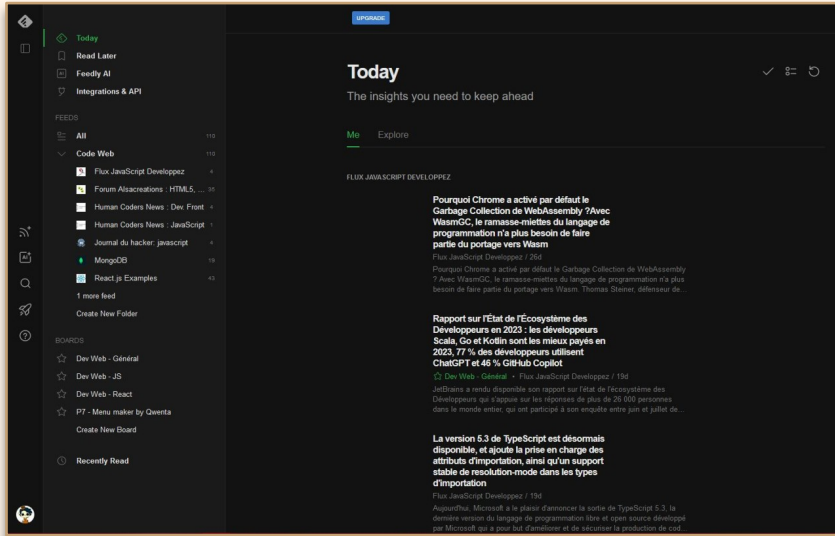 UPGRADE
Today
Read Later
Feedly AI
Integrations & API
FEEDS
All 110
Code Web 110
Flux JavaScript Developpez 4
Forum Alsacreations : HTML5, ...
Human Coders News : Dev. Front 4
Human Coders News : JavaScript 1
Journal du hacker: javascript 4
MongoDB 19
React.js Examples 43
1 more feed
Create New Folder
BOARDS
Dev Web - Général
Dev Web - JS
Dev Web - React
P7 - Menu maker by Qwenta
Create New Board
Recently Read
Today
The insights you need to keep ahead
Me Explore
FLUX JAVASCRIPT DEVELOPPEZ
Pourquoi Chrome a activé par défaut le
Garbage Collection de WebAssembly ?Avec
WasmGC, le ramasse-miettes du langage de
programmation n'a plus besoin de faire
partie du portage vers Wasm
Flux JavaScript Developpez / 26d
Pourquoi Chrome a activé par défaut le Garbage Collection de WebAssembly
? Avec WasmGC, le ramasse-miettes du langage de programmation n'a plus
besoin de faire partie du portage vers Wasm. Thomas Steiner, défenseur de...
Rapport sur l'État de l'Écosystème des
Développeurs en 2023 : les développeurs
Scala, Go et Kotlin sont les mieux payés en
2023, 77 % des développeurs utilisent
ChatGPT et 46 % GitHub Copilot
Dev Web - Général • Flux JavaScript Developpez / 19d
JetBrains a rendu disponible son rapport sur l'état de l'écosystème des
Développeurs qui s'appuie sur les réponses de plus de 26 000 personnes
dans le monde entier, qui ont participé à son enquête entre juin et juillet de...
La version 5.3 de TypeScript est désormais
disponible, et ajoute la prise en charge des
attributs d'importation, ainsi qu'un support
stable de resolution-mode dans les types
d'importation
Flux JavaScript Developpez / 19d
Aujourd'hui, Microsoft a le plaisir d'annoncer la sortie de TypeScript 5.3, la
dernière version du langage de programmation libre et open source développé
par Microsoft qui a pour but d'améliorer et de sécuriser la production de cod...